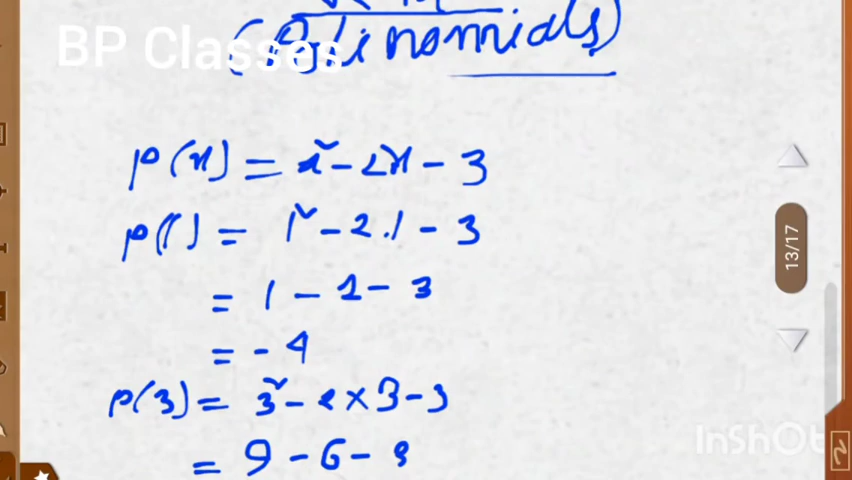 BP Classes
(Polinomials)
p(x) = x² - 2x - 3
p(1) = 1² - 2.1 - 3
= 1 - 2 - 3
= - 4
p(3) = 3² - 2 × 3 - 3
= 9 - 6 - 3
13/17
InShOt
2